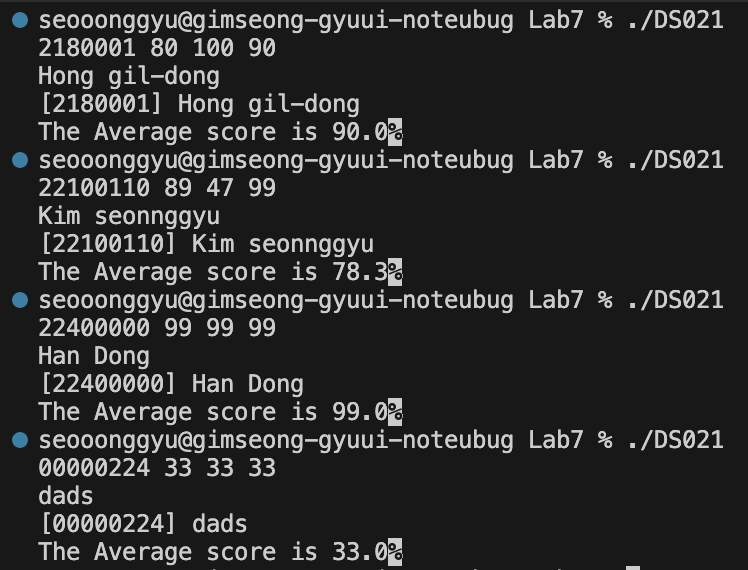 seooonggyu@gimseong-gyuui-noteubug Lab7 % ./DS021
2180001 80 100 90
Hong gil-dong
[2180001] Hong gil-dong
The Average score is 90.0%
seooonggyu@gimseong-gyuui-noteubug Lab7 % ./DS021
22100110 89 47 99
Kim seonnggyu
[22100110] Kim seonnggyu
The Average score is 78.3%
seooonggyu@gimseong-gyuui-noteubug Lab7 % ./DS021
22400000 99 99 99
Han Dong
[22400000] Han Dong
The Average score is 99.0%
seooonggyu@gimseong-gyuui-noteubug Lab7 % ./DS021
00000224 33 33 33
dads
[00000224] dads
The Average score is 33.0%